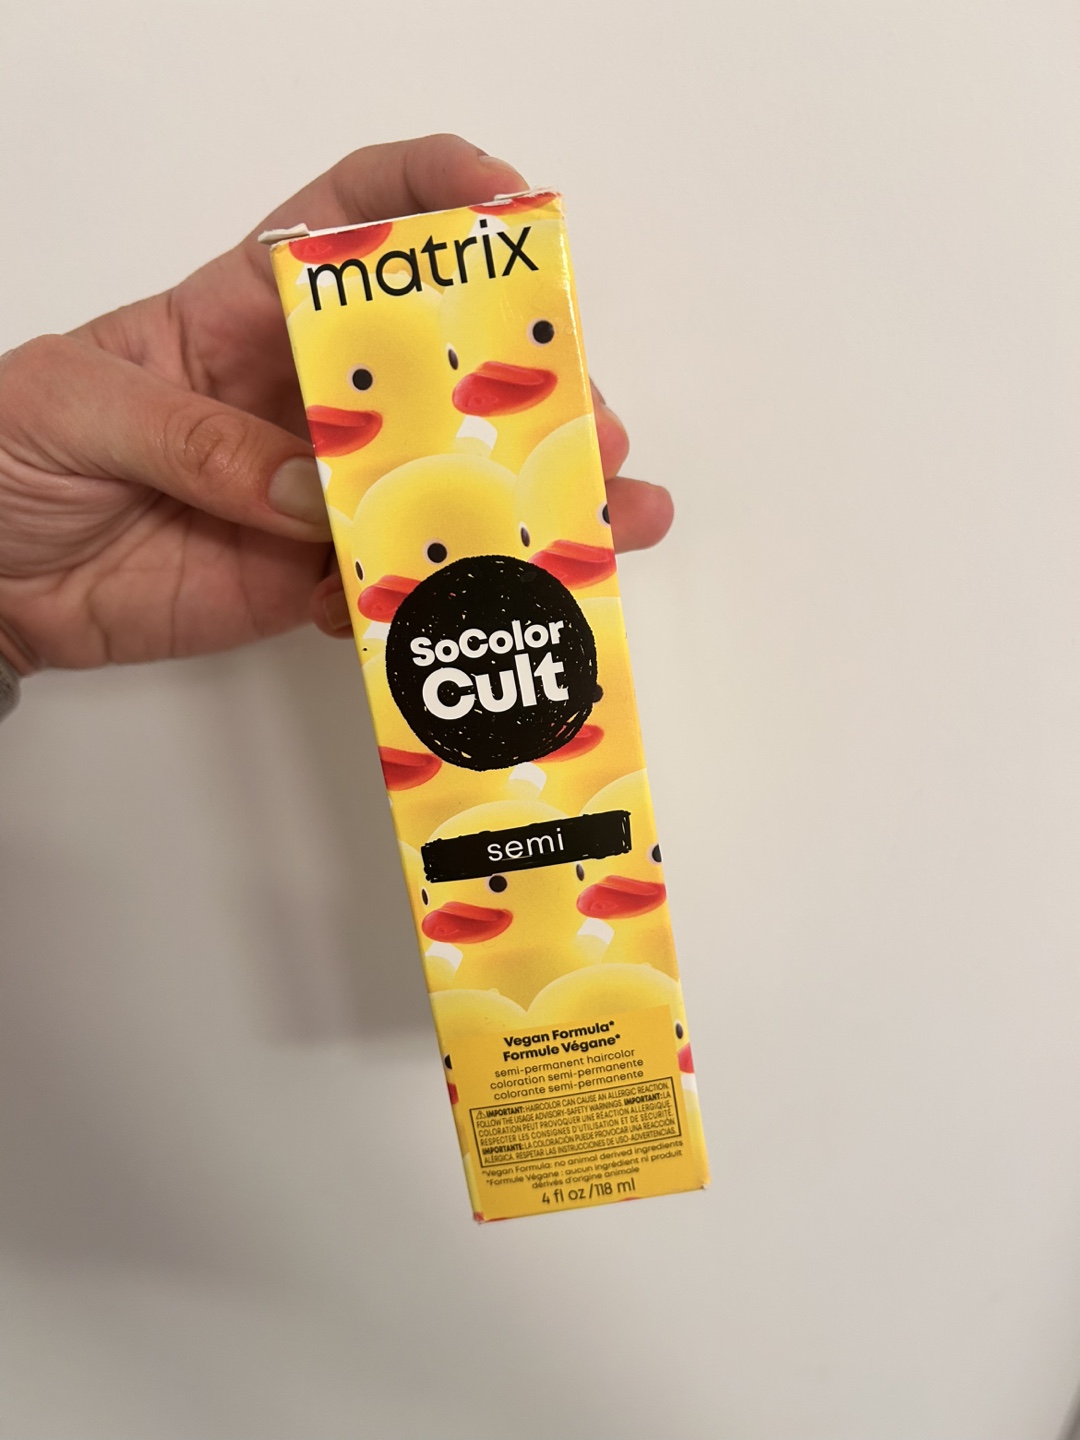 matrix
SoColor
Cult
semi
Vegan Formula*
Formule Végane*
semi-permanent haircolor
coloration semi-permanente
colorante semi-permanente
⚠IMPORTANT: HAIRCOLOR CAN CAUSE AN ALLERGIC REACTION.
FOLLOW THE USAGE ADVISORY-SAFETY WARNINGS. IMPORTANT: LA
COLORATION PEUT PROVOQUER UNE RÉACTION ALLERGIQUE.
RESPECTER LES CONSIGNES D'UTILISATION ET DE SÉCURITÉ.
IMPORTANTE: LA COLORACIÓN PUEDE PROVOCAR UNA REACCIÓN
ALÉRGICA. RESPETAR LAS INSTRUCCIONES DE USO-ADVERTENCIAS.
*Vegan Formula: no animal derived ingredients
*Formule Végane : aucun ingrédient ni produit
dérivés d'origine animale
4 fl oz/118 ml